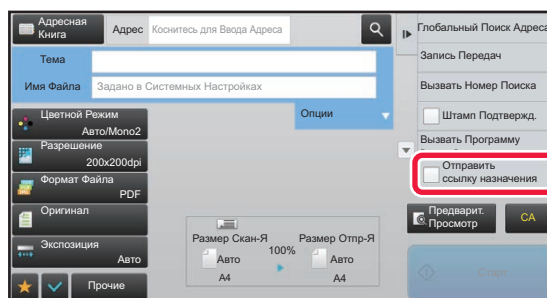 Адресная
Книга
Адрес
Коснитесь для Ввода Адреса
Глобальный Поиск Адреса
Тема
Запись Передач
Имя Файла
Задано в Системных Настройках
Вызвать Номер Поиска
Цветной Режим
Авто/Mono2
Опции
Штамп Подтвержд.
Разрешение
200x200dpi
Вызвать Программу
Отправить
ссылку назначения
Формат Файла
PDF
Оригинал
Предварит.
Просмотр
CA
Размер Скан-Я
100%
Размер Отпр-Я
Экспозиция
Авто
Авто
Авто
A4
A4
Старт
Прочие